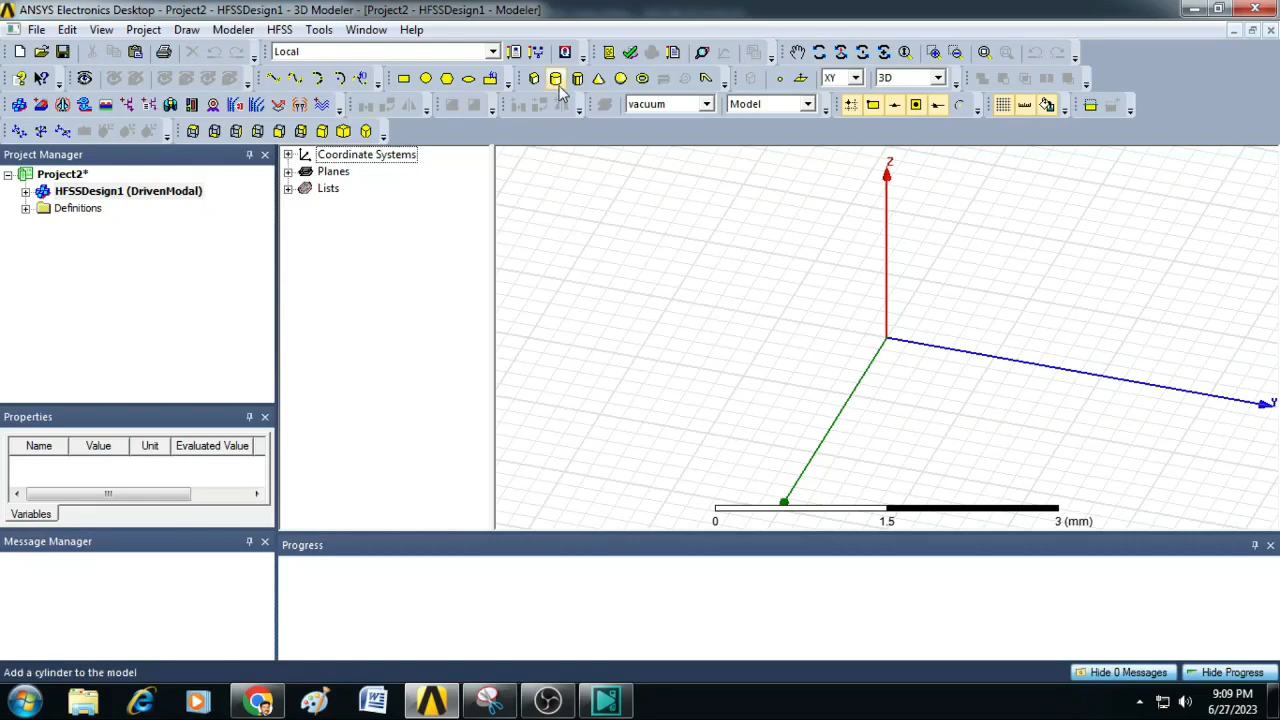 ANSYS Electronics Desktop - Project2 - HFSSDesign1 - 3D Modeler - [Project2 - HFSSDesign1 - Modeler]
File Edit View Project Draw Modeler HFSS Tools Window Help
Local
XY 3D
vacuum Model
Project Manager
Project2*
HFSSDesign1 (DrivenModal)
Definitions
Coordinate Systems
Planes
Lists
Z
Y
0 1.5 3 (mm)
Properties
Name Value Unit Evaluated Value
Variables
Message Manager
Progress
Add a cylinder to the model
Hide 0 Messages Hide Progress
9:09 PM
6/27/2023